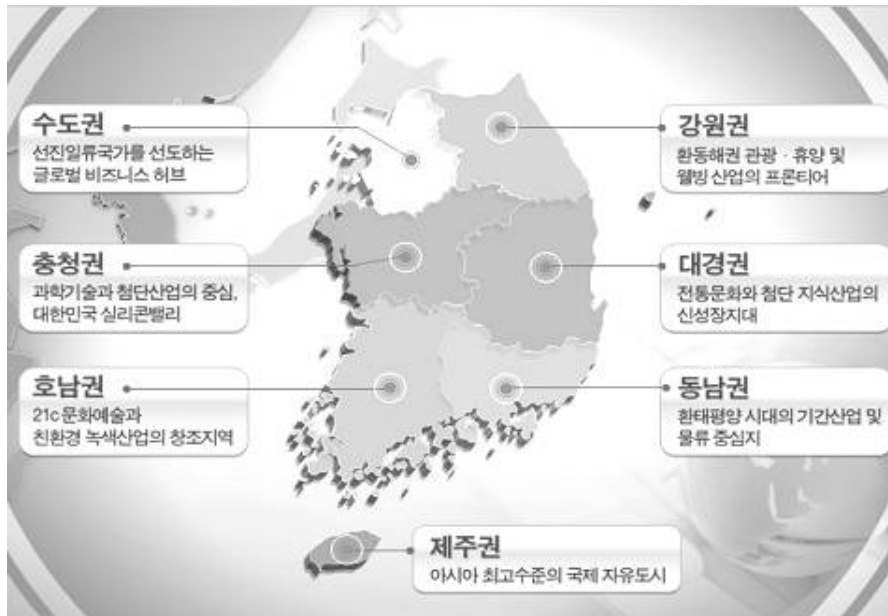 수도권
선진일류국가를 선도하는
글로벌 비즈니스 허브
강원권
환동해권 관광 · 휴양 및
웰빙 산업의 프론티어
충청권
과학기술과 첨단산업의 중심,
대한민국 실리콘밸리
대경권
전통문화와 첨단 지식산업의
신성장지대
호남권
21c 문화예술과
친환경 녹색산업의 창조지역
동남권
환태평양 시대의 기간산업 및
물류 중심지
제주권
아시아 최고수준의 국제 자유도시